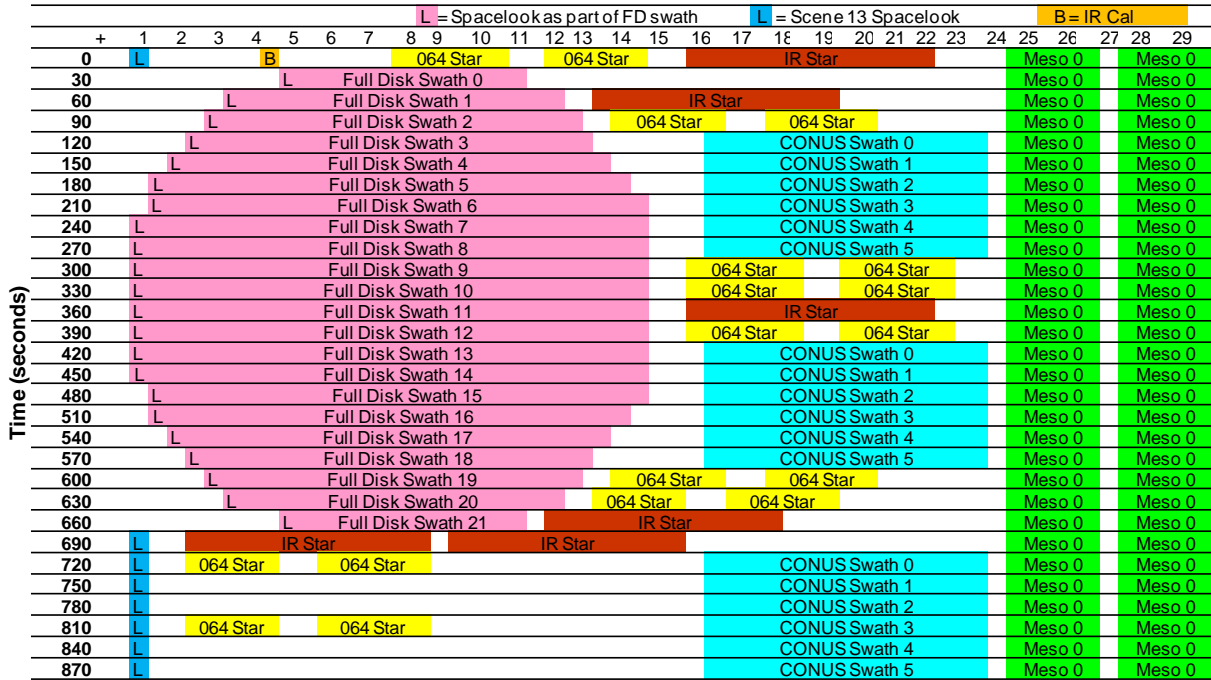 L = Spacelook as part of FD swath L = Scene 13 Spacelook B = IR Cal
+ 1 2 3 4 5 6 7 8 9 10 11 12 13 14 15 16 17 18 19 20 21 22 23 24 25 26 27 28 29
0 L B 064 Star 064 Star IR Star Meso 0 Meso 0
30 L Full Disk Swath 0 Meso 0 Meso 0
60 L Full Disk Swath 1 IR Star Meso 0 Meso 0
90 L Full Disk Swath 2 064 Star 064 Star Meso 0 Meso 0
120 L Full Disk Swath 3 CONUS Swath 0 Meso 0 Meso 0
150 L Full Disk Swath 4 CONUS Swath 1 Meso 0 Meso 0
180 L Full Disk Swath 5 CONUS Swath 2 Meso 0 Meso 0
210 L Full Disk Swath 6 CONUS Swath 3 Meso 0 Meso 0
240 L Full Disk Swath 7 CONUS Swath 4 Meso 0 Meso 0
270 L Full Disk Swath 8 CONUS Swath 5 Meso 0 Meso 0
300 L Full Disk Swath 9 064 Star 064 Star Meso 0 Meso 0
330 L Full Disk Swath 10 064 Star 064 Star Meso 0 Meso 0
360 L Full Disk Swath 11 IR Star Meso 0 Meso 0
390 L Full Disk Swath 12 064 Star 064 Star Meso 0 Meso 0
420 L Full Disk Swath 13 CONUS Swath 0 Meso 0 Meso 0
450 L Full Disk Swath 14 CONUS Swath 1 Meso 0 Meso 0
480 L Full Disk Swath 15 CONUS Swath 2 Meso 0 Meso 0
510 L Full Disk Swath 16 CONUS Swath 3 Meso 0 Meso 0
540 L Full Disk Swath 17 CONUS Swath 4 Meso 0 Meso 0
570 L Full Disk Swath 18 CONUS Swath 5 Meso 0 Meso 0
600 L Full Disk Swath 19 064 Star 064 Star Meso 0 Meso 0
630 L Full Disk Swath 20 064 Star 064 Star Meso 0 Meso 0
660 L Full Disk Swath 21 IR Star Meso 0 Meso 0
690 L IR Star IR Star Meso 0 Meso 0
720 L 064 Star 064 Star CONUS Swath 0 Meso 0 Meso 0
750 L CONUS Swath 1 Meso 0 Meso 0
780 L CONUS Swath 2 Meso 0 Meso 0
810 L 064 Star 064 Star CONUS Swath 3 Meso 0 Meso 0
840 L CONUS Swath 4 Meso 0 Meso 0
870 L CONUS Swath 5 Meso 0 Meso 0
Time (seconds)